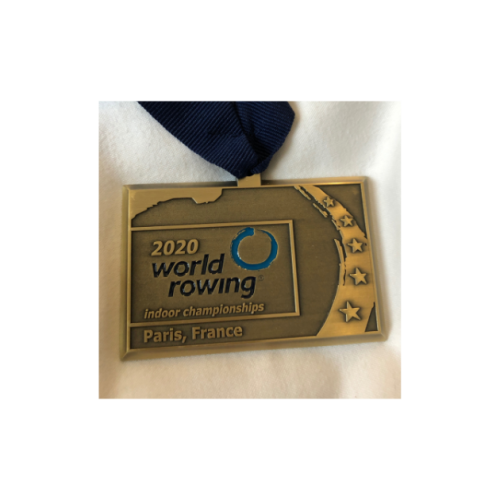 2020
world
rowing
indoor championships
Paris, France